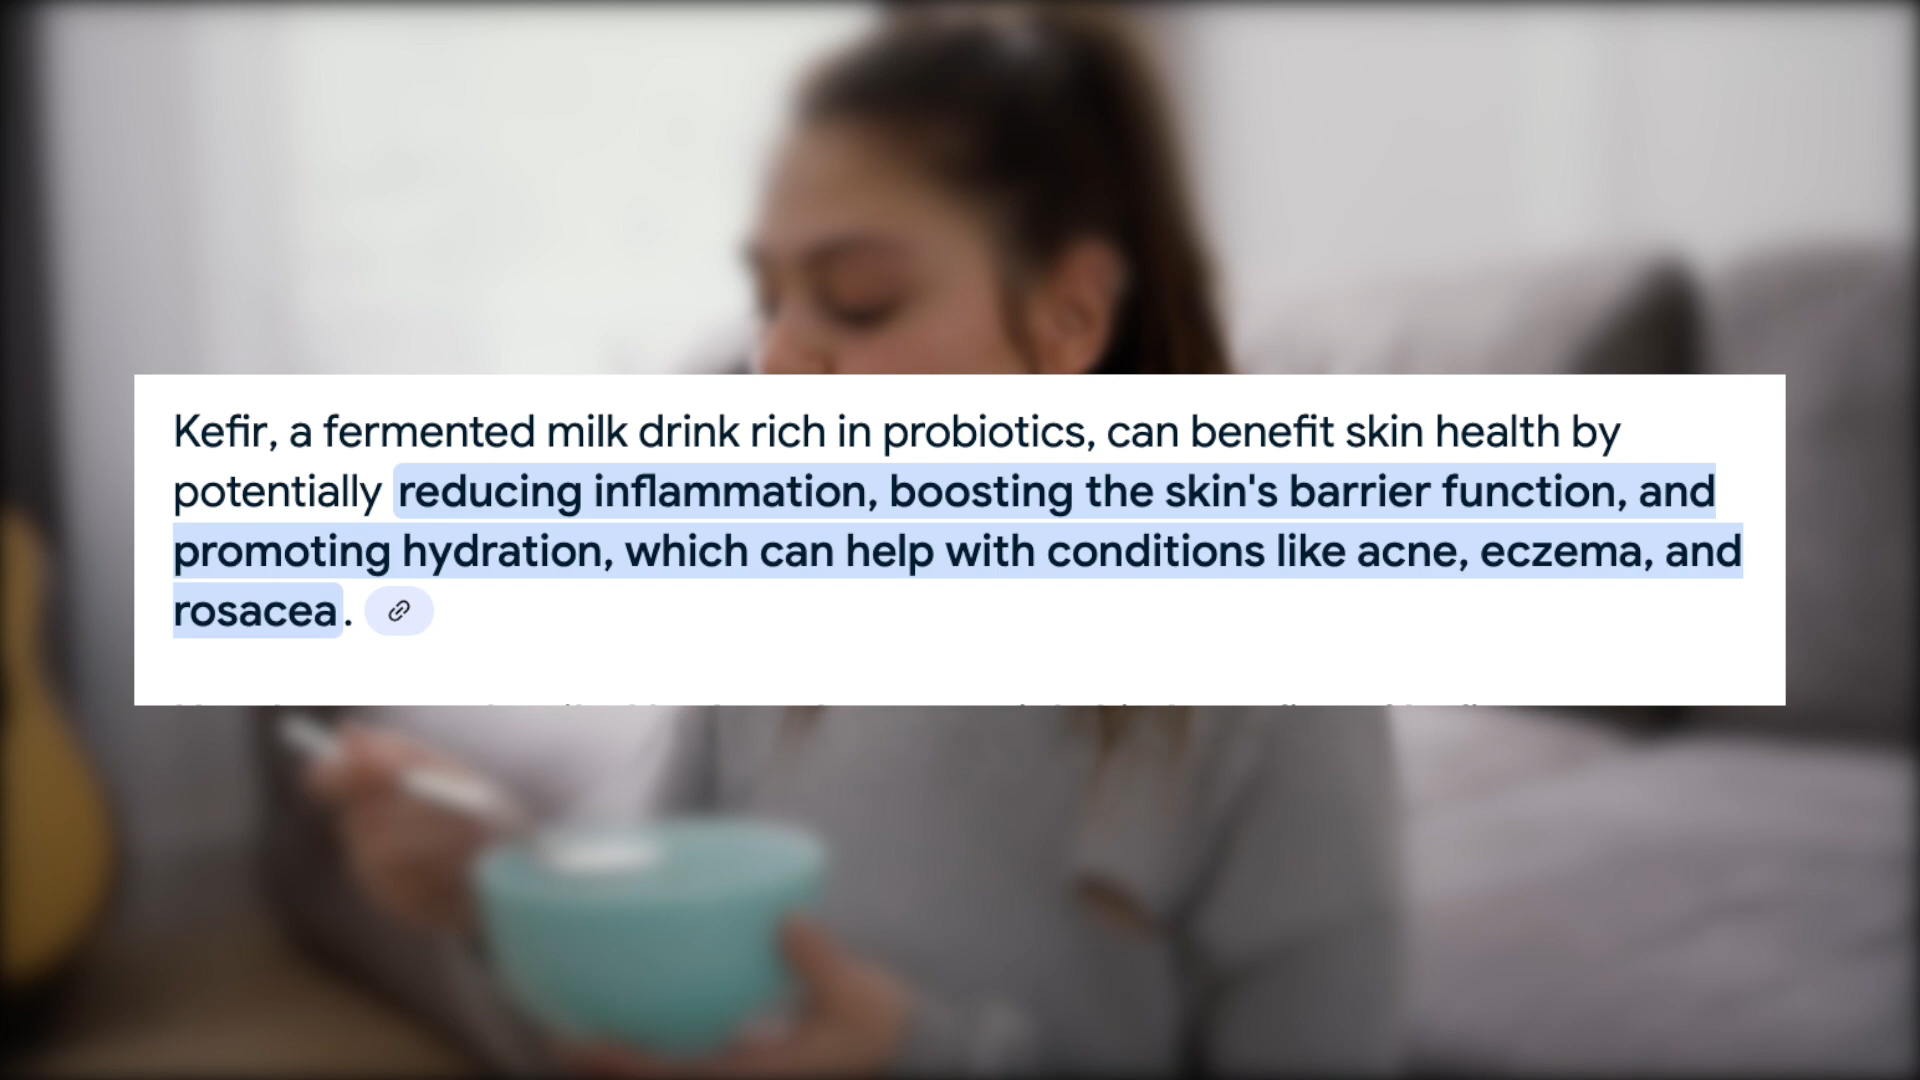 Kefir, a fermented milk drink rich in probiotics, can benefit skin health by
potentially reducing inflammation, boosting the skin's barrier function, and
promoting hydration, which can help with conditions like acne, eczema, and
rosacea.